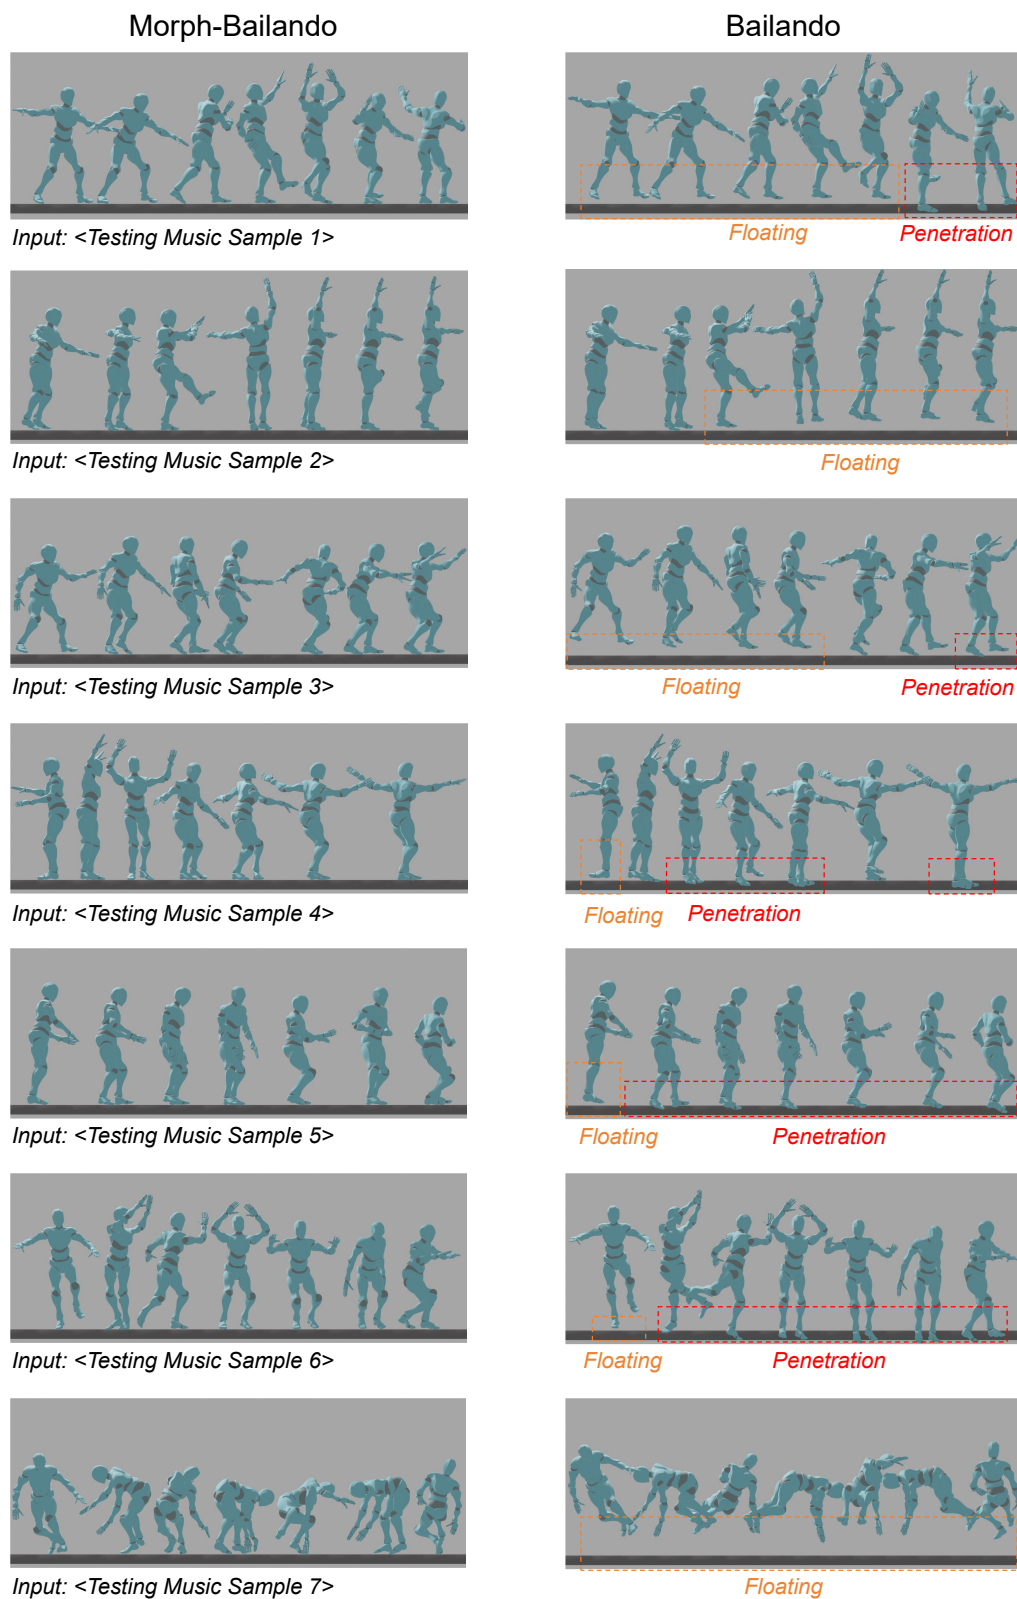 Morph-Bailando
Bailando
Floating
Penetration
Input: <Testing Music Sample 1>
Floating
Input: <Testing Music Sample 2>
Floating
Penetration
Input: <Testing Music Sample 3>
Floating
Penetration
Input: <Testing Music Sample 4>
Floating
Penetration
Input: <Testing Music Sample 5>
Floating
Penetration
Input: <Testing Music Sample 6>
Floating
Input: <Testing Music Sample 7>